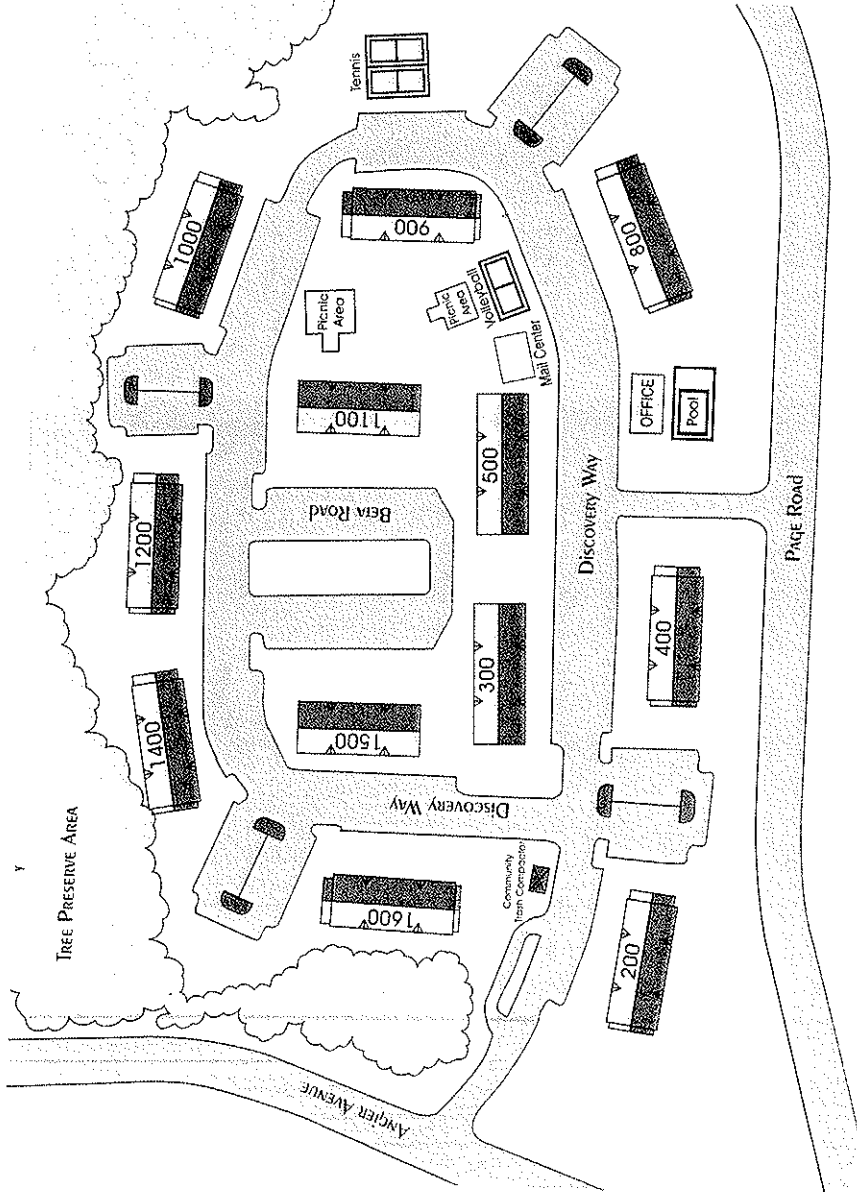 TREE PRESERVE AREA
Y
1400
1200
1000
Tennis
1600
1500
1100
Picnic
Area
900
BETA ROAD
DISCOVERY WAY
300
500
Mail Center
Picnic
Area
Volleyball
Community
Trash Compactor
DISCOVERY WAY
ANGIER AVENUE
200
400
OFFICE
Pool
800
PAGE ROAD